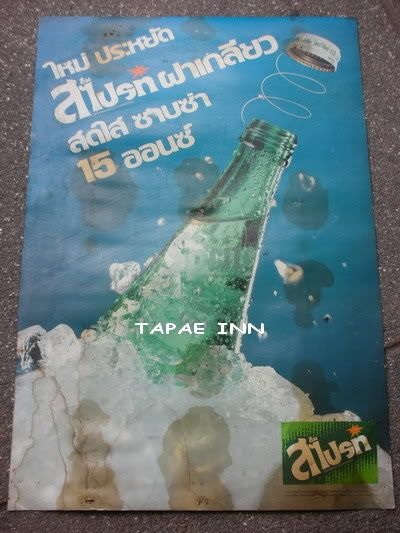 ใหม่ ประหยัด
สไปรท์ ฝาเกลียว
สดใส ซาบซ่า
15 ออนซ์
TAPAE INN
สไปรท์